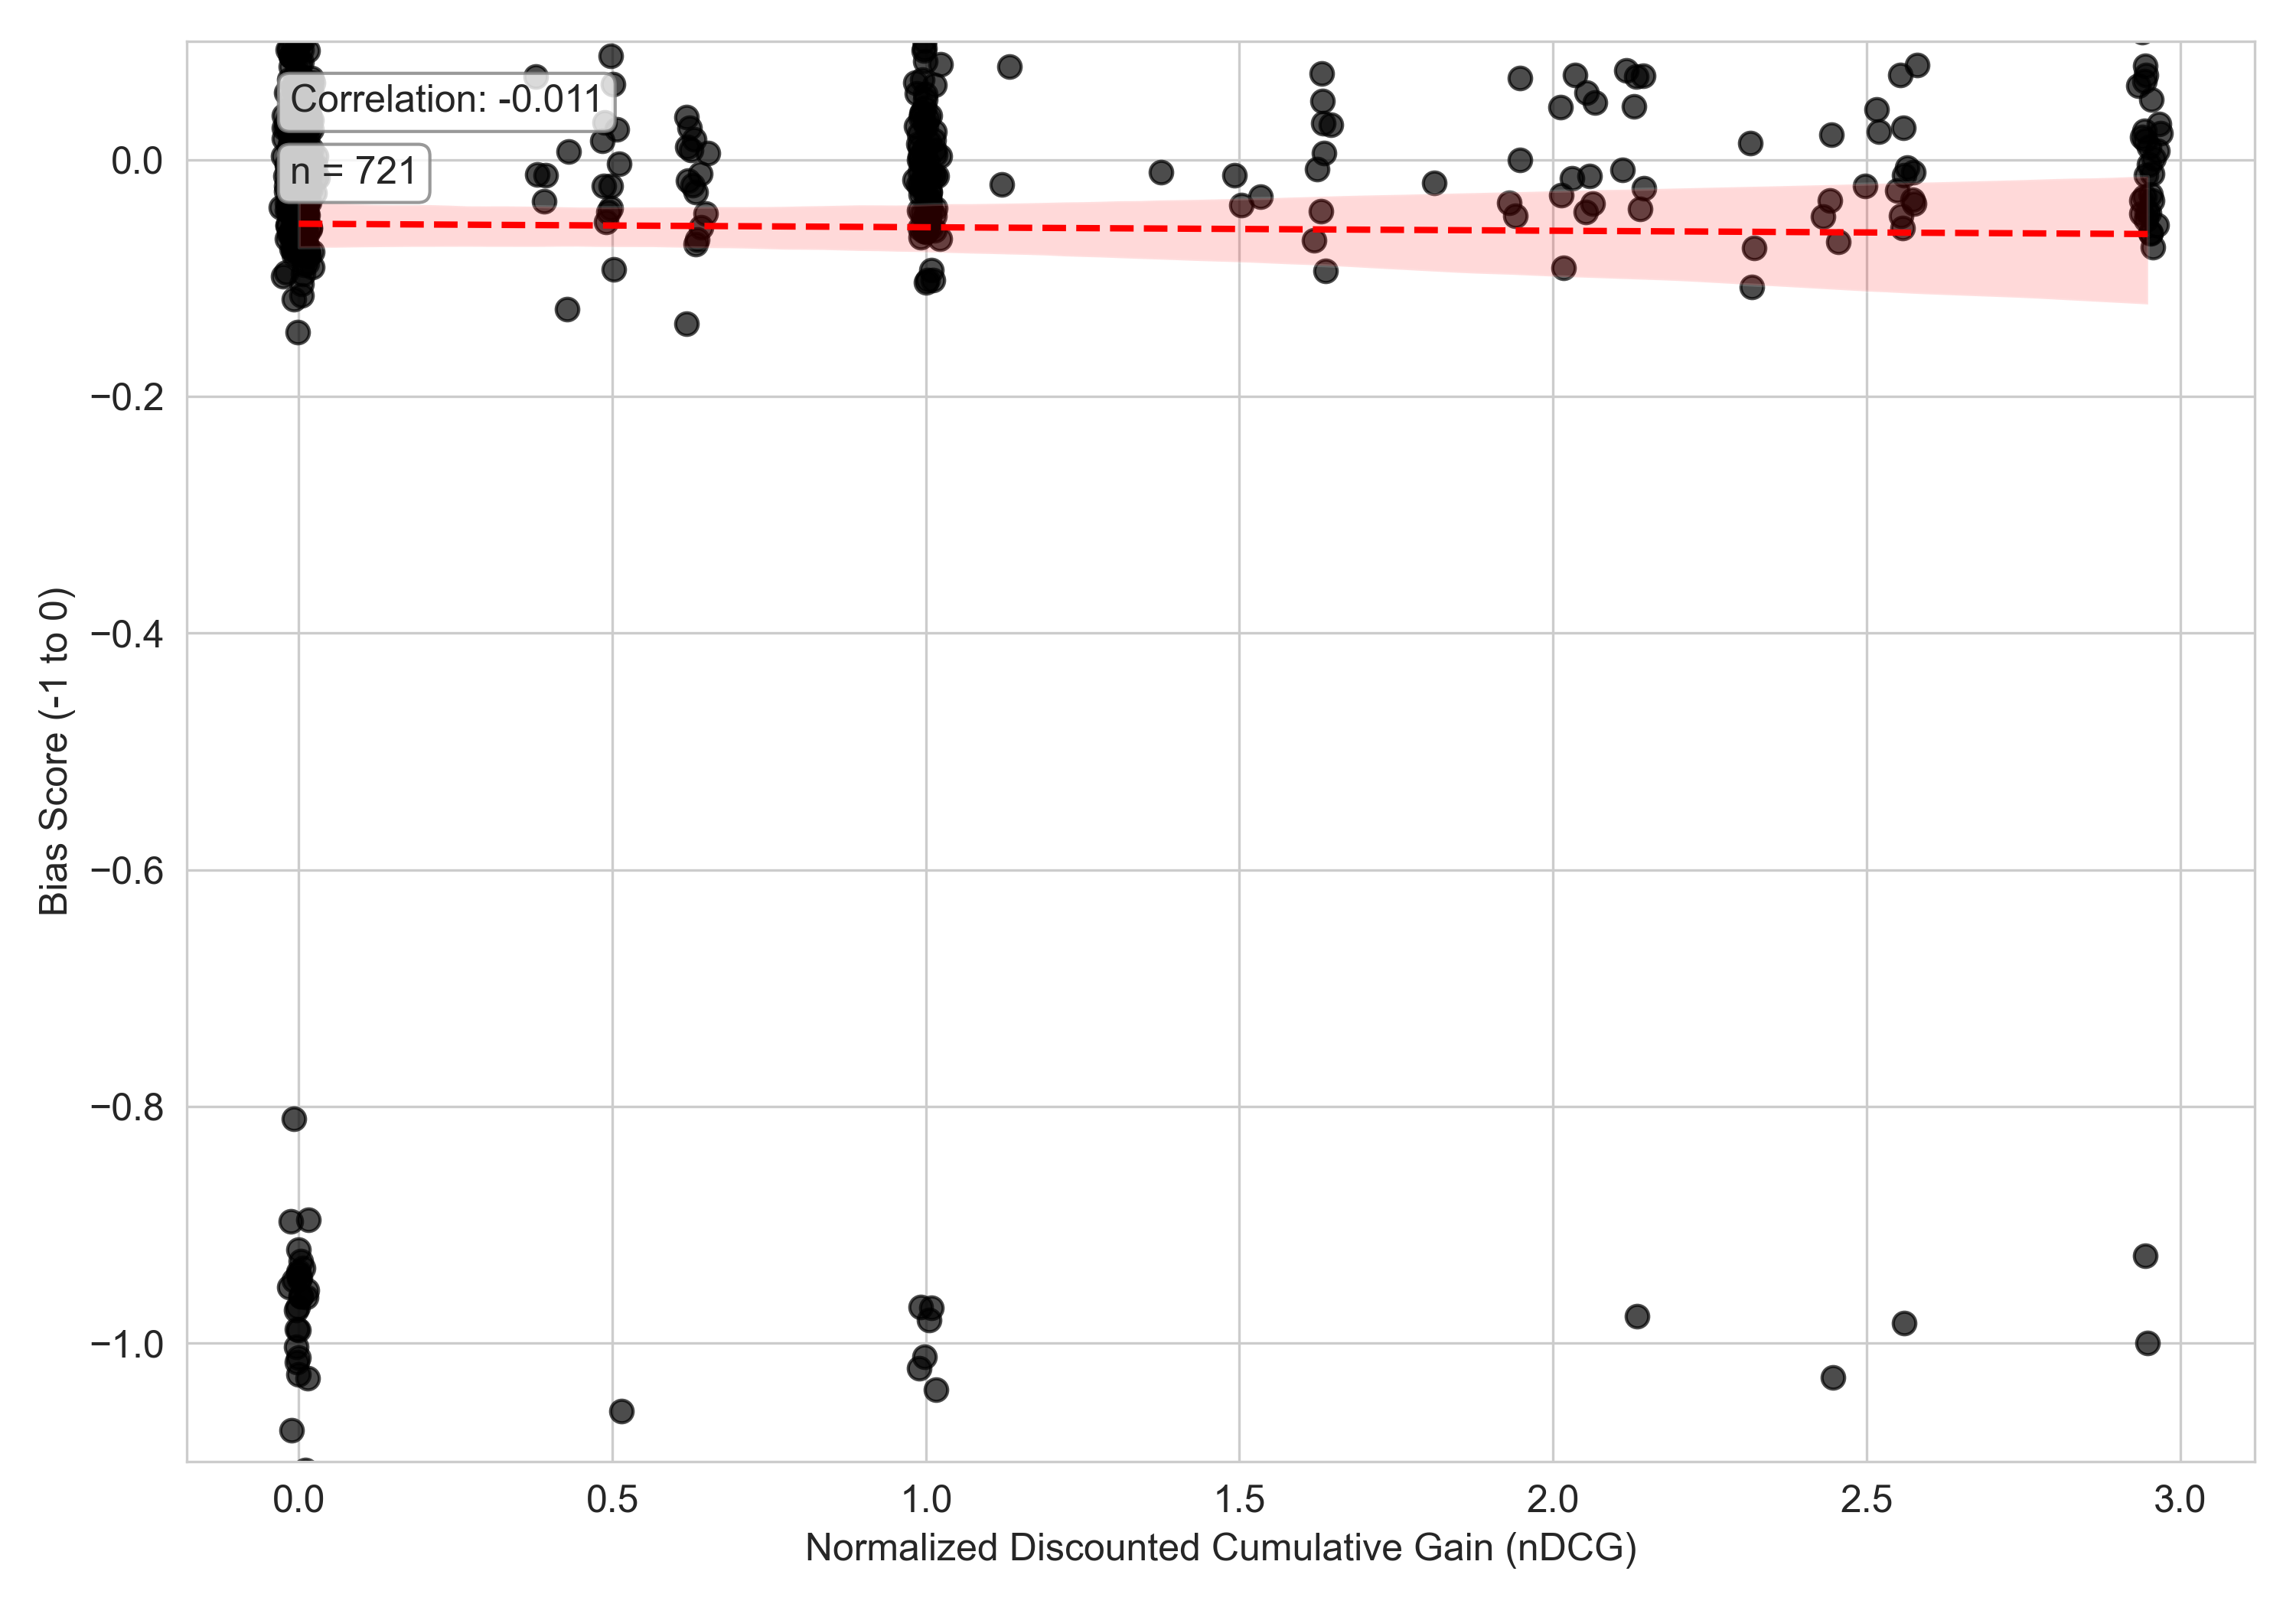 Correlation: -0.011
n = 721
0.0
−0.2
−0.4
−0.6
−0.8
−1.0
Bias Score (-1 to 0)
0.0 0.5 1.0 1.5 2.0 2.5 3.0
Normalized Discounted Cumulative Gain (nDCG)